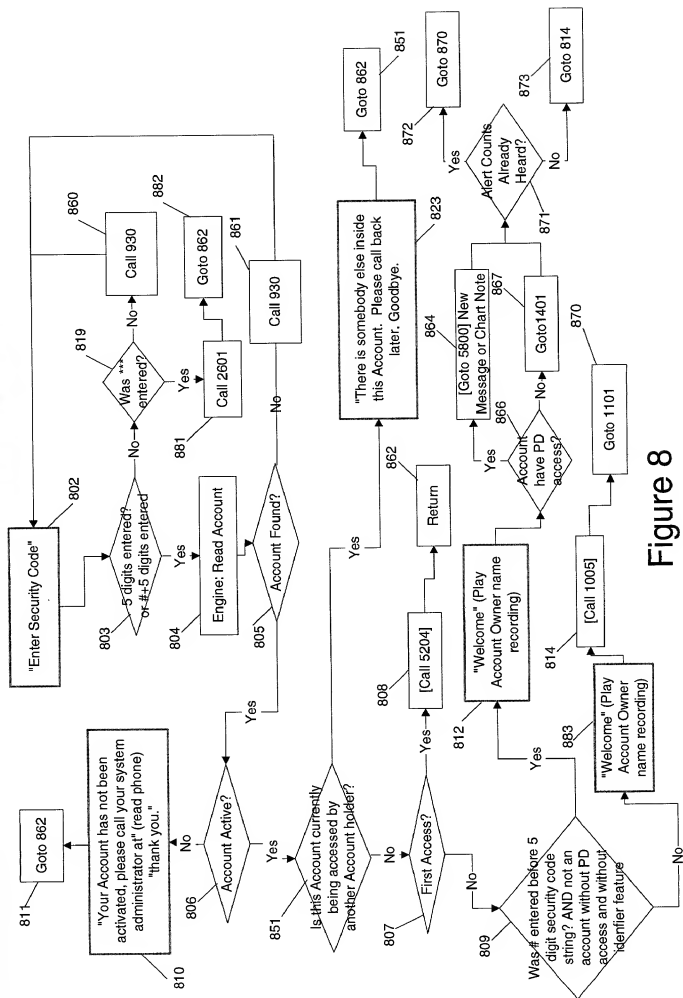 "Enter Security Code"
802
5 digits entered?
or #+5 digits entered
803
No
Was ***
entered?
819
No
Call 930
860
Yes
Call 2601
881
Goto 862
882
Yes
Engine: Read Account
804
Account Found?
805
No
Call 930
861
Yes
Goto 862
811
"Your Account has not been
activated, please call your system
administrator at" (read phone)
"thank you."
810
No
Account Active?
806
Yes
Is this Account currently
being accessed by
another Account holder?
851
Yes
"There is somebody else inside
this Account. Please call back
later. Goodbye.
823
Goto 862
851
No
First Access?
807
Yes
[Call 5204]
808
Return
862
No
Was # entered before 5
digit security code
string? AND not an
account without PD
access and without
idenfier feature
809
Yes
"Welcome" (Play
Account Owner name
recording)
812
Account
have PD
access?
866
Yes
[Goto 5800] New
Message or Chart Note
864
No
Goto1401
867
Alert Counts
Already
Heard?
871
Yes
Goto 870
872
No
Goto 814
873
No
"Welcome" (Play
Account Owner
name recording)
883
[Call 1005]
814
Goto 1101
870
Figure 8